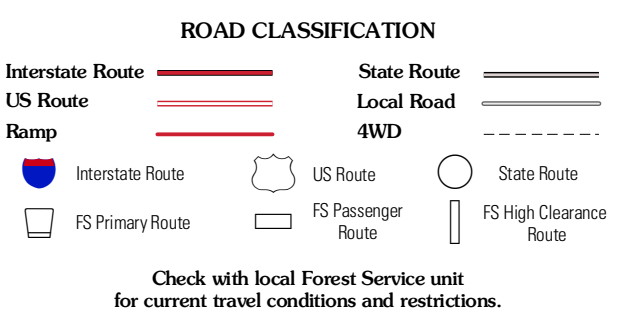 ROAD CLASSIFICATION
Interstate Route
State Route
US Route
Local Road
Ramp
4WD
Interstate Route
US Route
State Route
FS Primary Route
FS Passenger
Route
FS High Clearance
Route
Check with local Forest Service unit
for current travel conditions and restrictions.